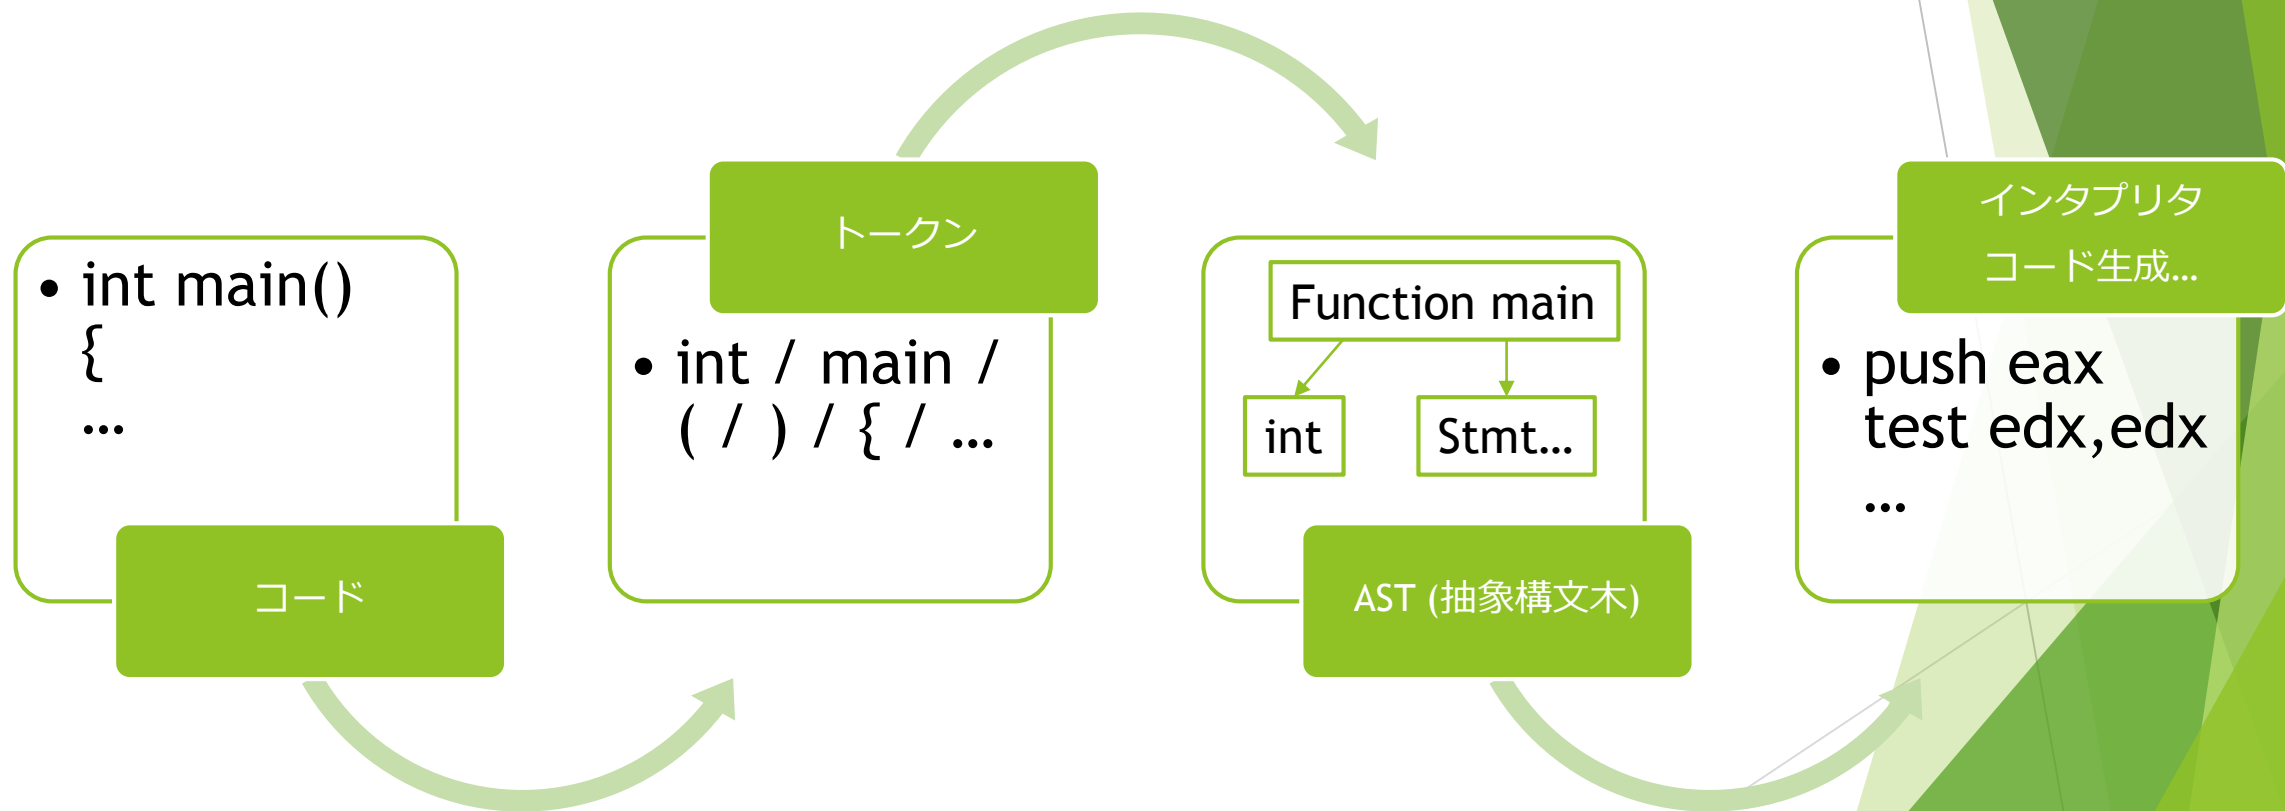 • int main()
{
…
コード
トークン
• int / main /
( / ) / { / …
Function main
int
Stmt…
AST (抽象構文木)
インタプリタ
コード生成…
• push eax
test edx,edx
…